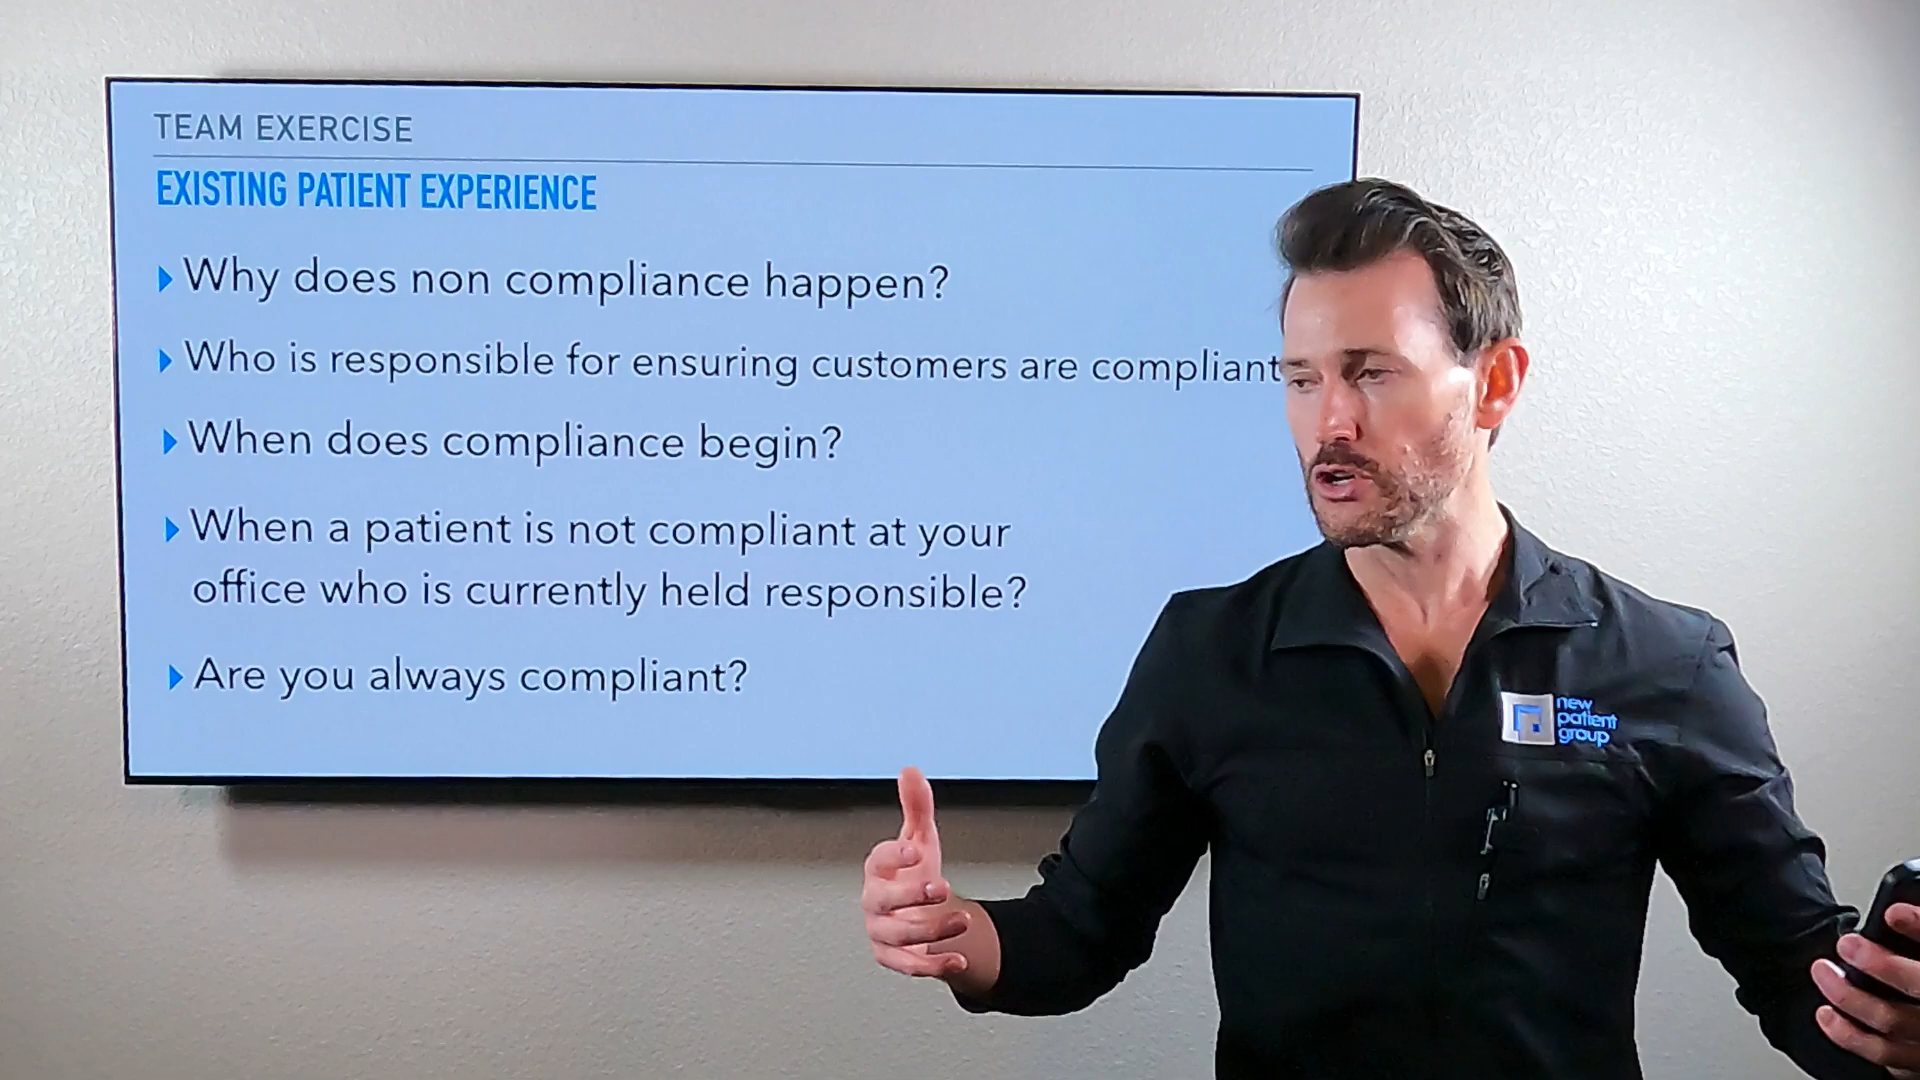 TEAM EXERCISE
EXISTING PATIENT EXPERIENCE
Why does non compliance happen?
Who is responsible for ensuring customers are compliant
When does compliance begin?
When a patient is not compliant at your
office who is currently held responsible?
Are you always compliant?
new
patient
group